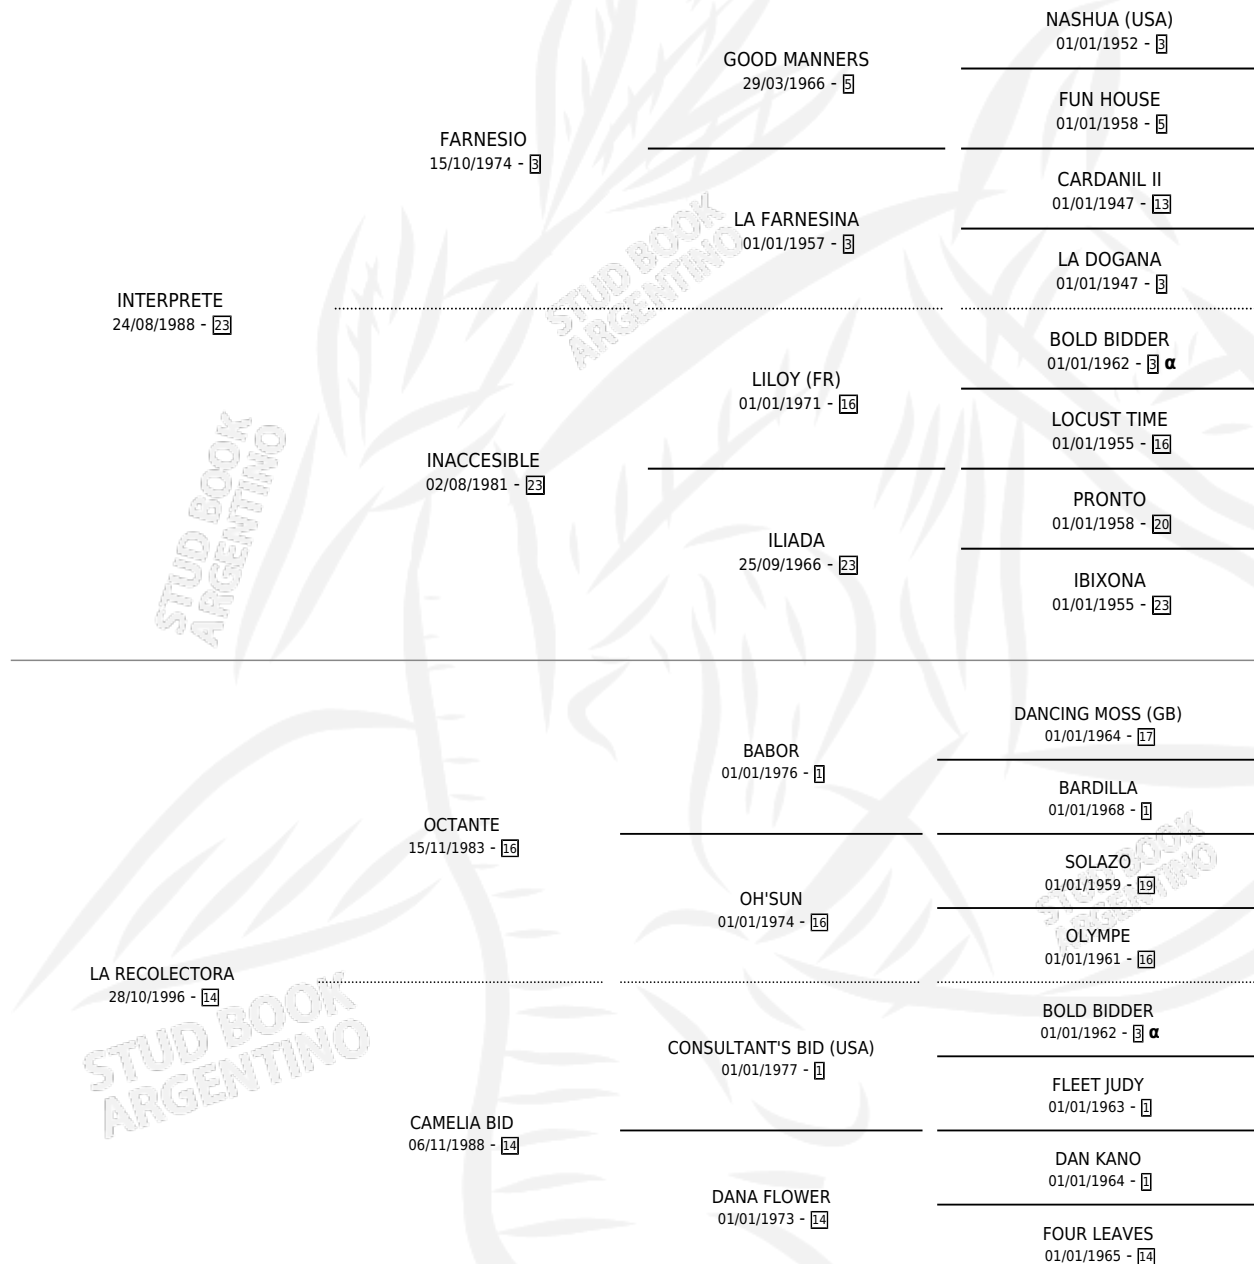 NASHUA (USA)
01/01/1952 - 3
GOOD MANNERS
29/03/1966 - 5
FUN HOUSE
01/01/1958 - 5
FARNESIO
15/10/1974 - 3
CARDANIL II
01/01/1947 - 13
LA FARNESINA
01/01/1957 - 3
LA DOGANA
01/01/1947 - 3
INTERPRETE
24/08/1988 - 23
BOLD BIDDER
01/01/1962 - 3 α
LILOY (FR)
01/01/1971 - 16
LOCUST TIME
01/01/1955 - 16
INACCESIBLE
02/08/1981 - 23
PRONTO
01/01/1958 - 20
ILIADA
25/09/1966 - 23
IBIXONA
01/01/1955 - 23
DANCING MOSS (GB)
01/01/1964 - 17
BABOR
01/01/1976 - 1
BARDILLA
01/01/1968 - 1
OCTANTE
15/11/1983 - 16
SOLAZO
01/01/1959 - 19
OH'SUN
01/01/1974 - 16
OLYMPE
01/01/1961 - 16
LA RECOLECTORA
28/10/1996 - 14
BOLD BIDDER
01/01/1962 - 3 α
CONSULTANT'S BID (USA)
01/01/1977 - 1
FLEET JUDY
01/01/1963 - 1
CAMELIA BID
06/11/1988 - 14
DAN KANO
01/01/1964 - 1
DANA FLOWER
01/01/1973 - 14
FOUR LEAVES
01/01/1965 - 14
STUD BOOK
ARGENTINO
STUD BOOK
ARGENTINO
STUD BOOK
ARGENTINO
STUD BOOK
ARGENTINO